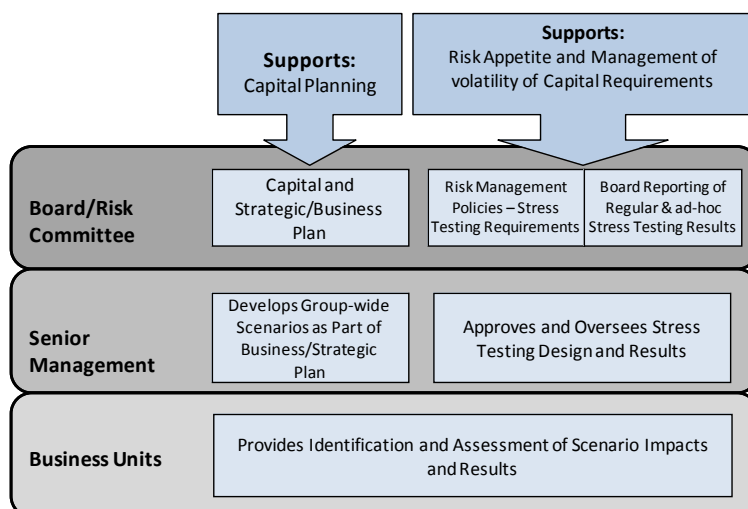 Supports:
Capital Planning
Supports:
Risk Appetite and Management of
volatility of Capital Requirements
Board/Risk
Committee
Capital and
Strategic/Business
Plan
Risk Management
Policies – Stress
Testing Requirements
Board Reporting of
Regular & ad-hoc
Stress Testing Results
Senior
Management
Develops Group-wide
Scenarios as Part of
Business/Strategic
Plan
Approves and Oversees Stress
Testing Design and Results
Business Units
Provides Identification and Assessment of Scenario Impacts
and Results